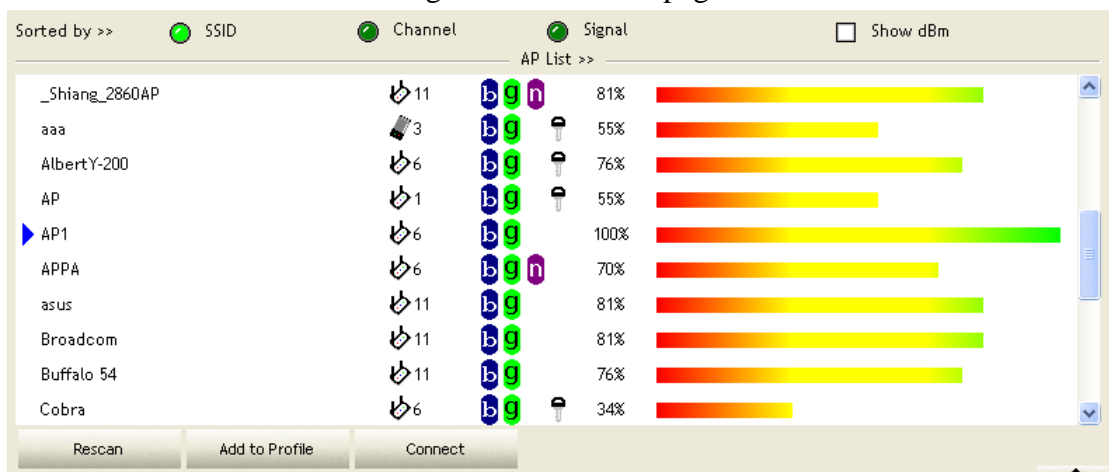 Sorted by >> SSID Channel Signal Show dBm
AP List >>
_Shiang_2860AP 11 b g n 81%
aaa 3 b g 55%
AlbertY-200 6 b g 76%
AP 1 b g 55%
AP1 6 b g 100%
APPA 6 b g n 70%
asus 11 b g 81%
Broadcom 11 b g 81%
Buffalo 54 11 b g 76%
Cobra 6 b g 34%
Rescan Add to Profile Connect